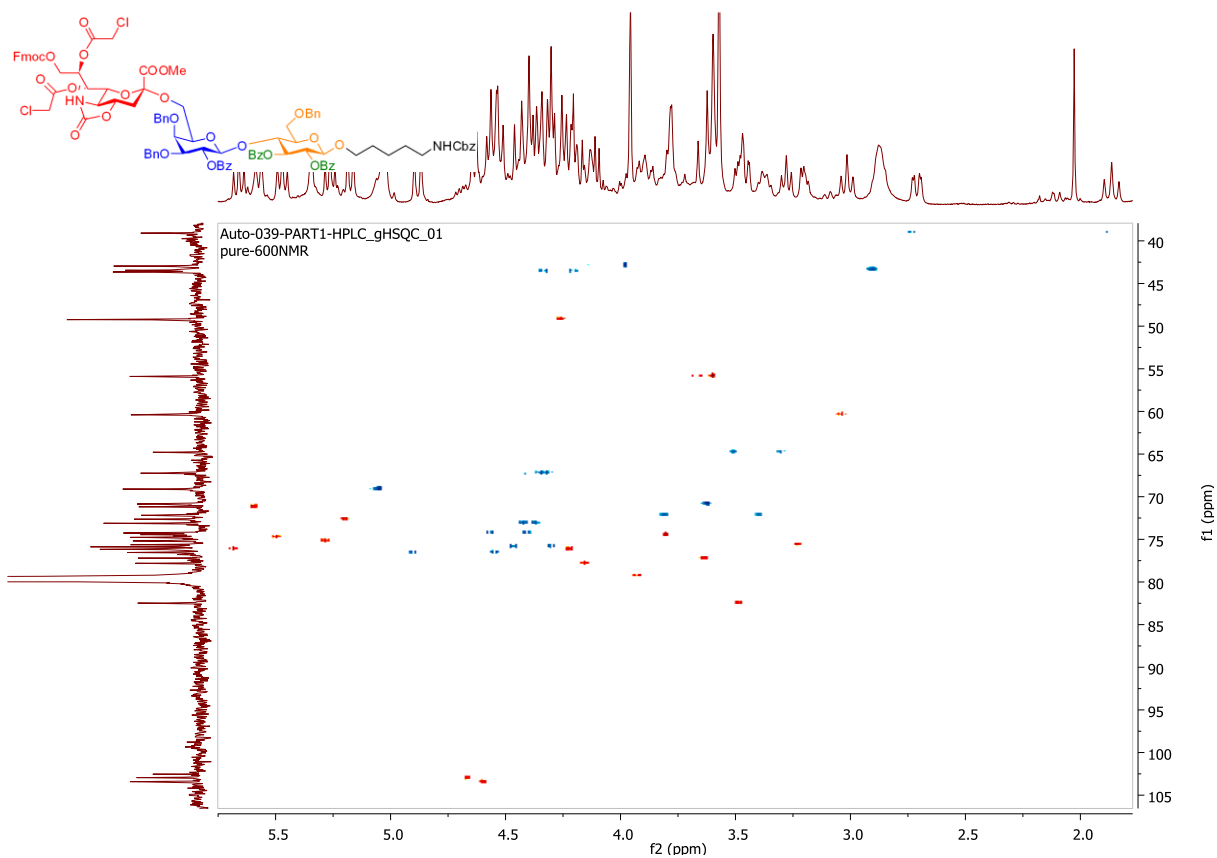 Cl
O
O
FmocO
O
CO₂Me
O
O
O
Cl
HN
O
O
OBn
BnO
O
O
O
O
NHCbz
BnO
OBz
BzO
OBz
Auto-039-PART1-HPLC_gHSQC_01
pure-600NMR
40
45
50
55
60
65
70
75
80
85
90
95
100
105
f1 (ppm)
5.5 5.0 4.5 4.0 3.5 3.0 2.5 2.0
f2 (ppm)